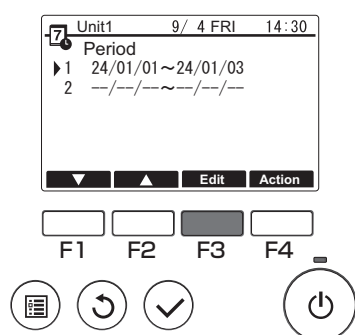 7 Unit1 9/ 4 FRI 14:30
Period
1 24/01/01~24/01/03
2 --/--/--~--/--/--
▼ ▲ Edit Action
F1 F2 F3 F4